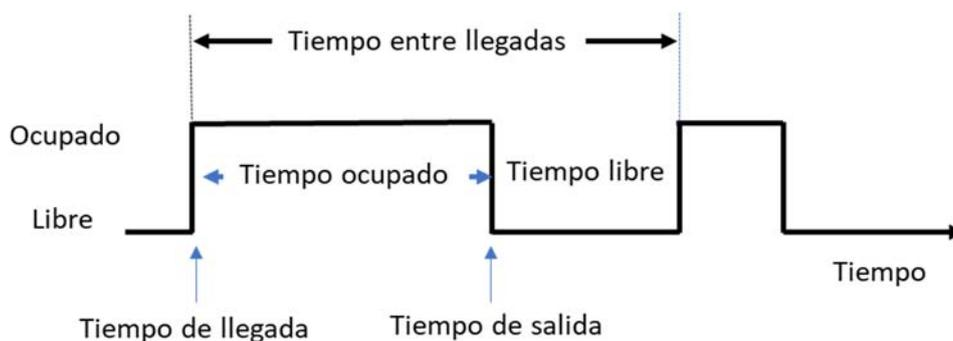 Tiempo entre llegadas
Ocupado
Tiempo ocupado
Tiempo libre
Libre
Tiempo
Tiempo de llegada
Tiempo de salida